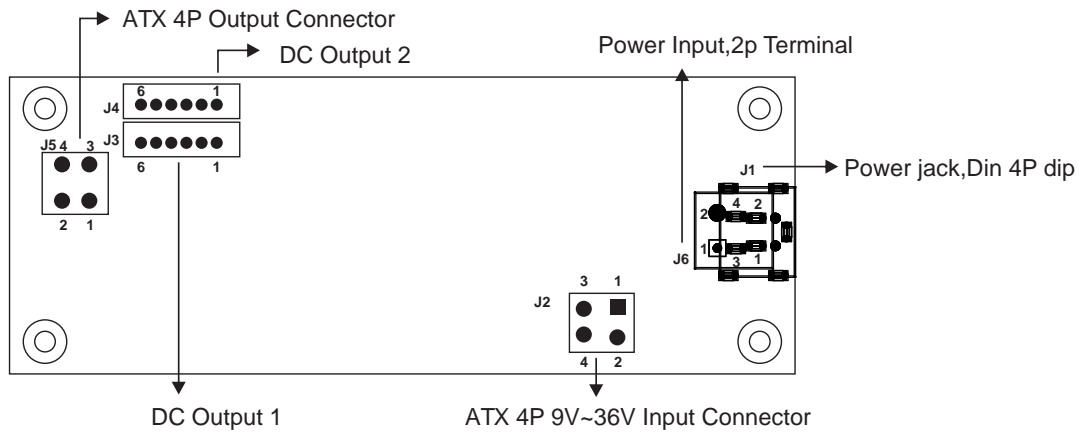 ATX 4P Output Connector
DC Output 2
Power Input,2p Terminal
J4
6 1
J3
6 1
J5 4 3
2 1
J1
Power jack,Din 4P dip
4 2
2
1
3 1
J6
3 1
J2
4 2
DC Output 1
ATX 4P 9V~36V Input Connector